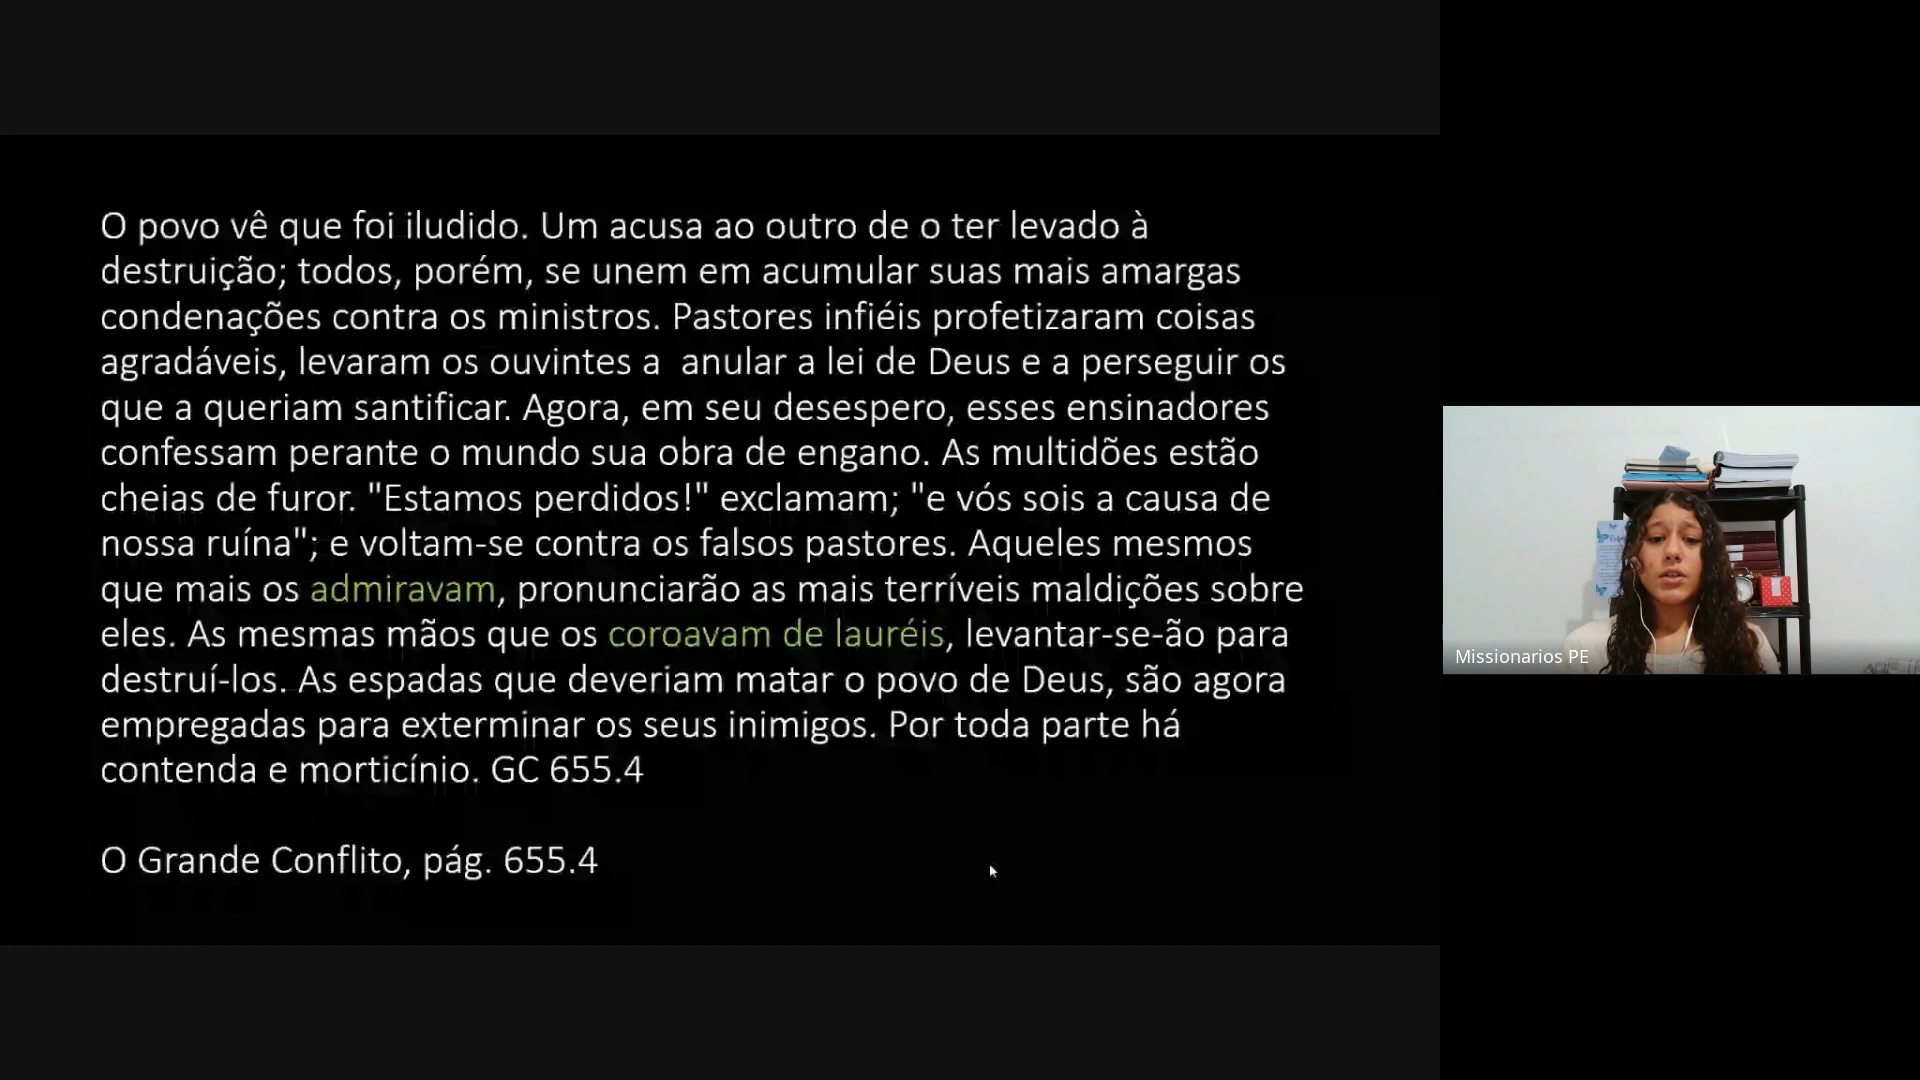 O povo vê que foi iludido. Um acusa ao outro de o ter levado à
destruição; todos, porém, se unem em acumular suas mais amargas
condenações contra os ministros. Pastores infiéis profetizaram coisas
agradáveis, levaram os ouvintes a  anular a lei de Deus e a perseguir os
que a queriam santificar. Agora, em seu desespero, esses ensinadores
confessam perante o mundo sua obra de engano. As multidões estão
cheias de furor. "Estamos perdidos!" exclamam; "e vós sois a causa de
nossa ruína"; e voltam-se contra os falsos pastores. Aqueles mesmos
que mais os admiravam, pronunciarão as mais terríveis maldições sobre
eles. As mesmas mãos que os coroavam de lauréis, levantar-se-ão para
destruí-los. As espadas que deveriam matar o povo de Deus, são agora
empregadas para exterminar os seus inimigos. Por toda parte há
contenda e morticínio. GC 655.4
O Grande Conflito, pág. 655.4
Missionarios PE